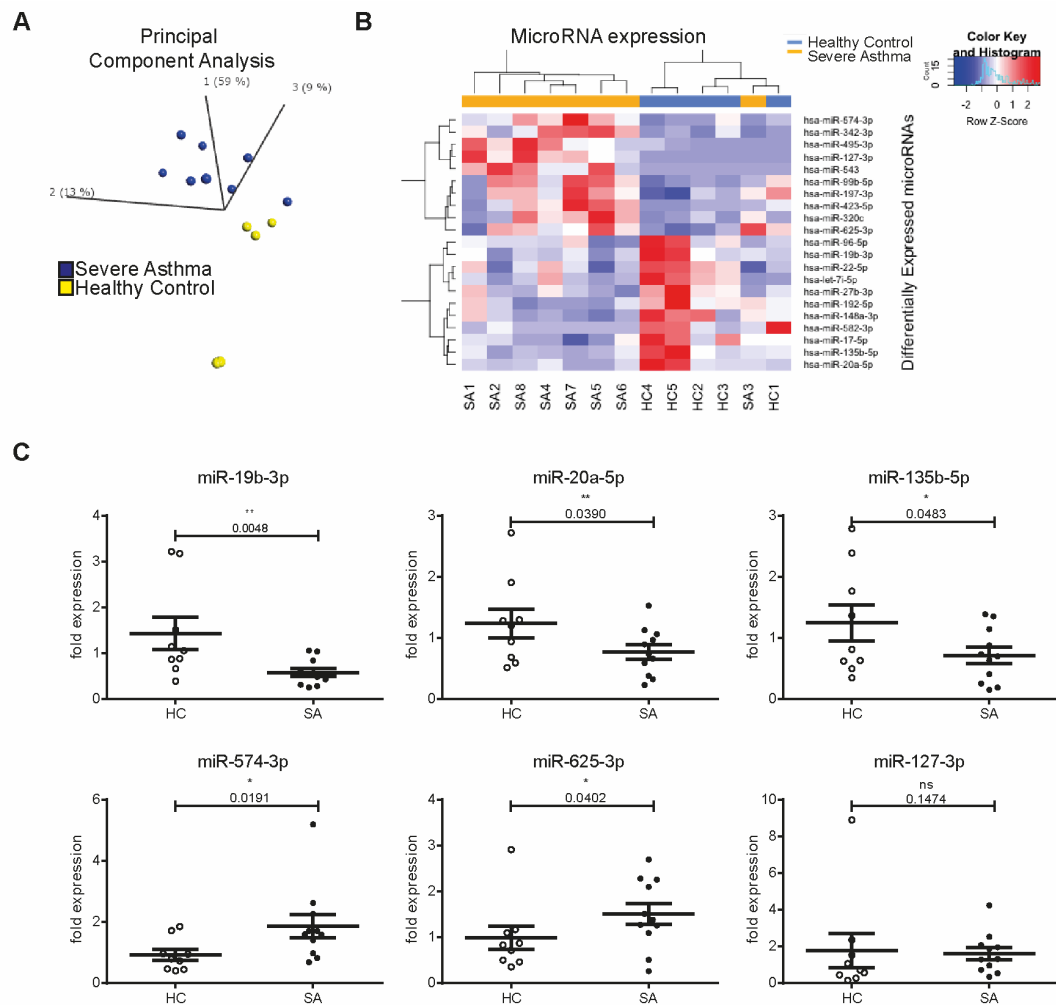 A
Principal
Component Analysis
1 (59 %)
3 (9 %)
2 (13 %)
Severe Asthma
Healthy Control
B
MicroRNA expression
Healthy Control
Severe Asthma
Color Key
and Histogram
Count
0 5 15
-2 0 1 2
Row Z-Score
hsa-miR-574-3p
hsa-miR-342-3p
hsa-miR-495-3p
hsa-miR-127-3p
hsa-miR-543
hsa-miR-99b-5p
hsa-miR-197-3p
hsa-miR-423-5p
hsa-miR-320c
hsa-miR-625-3p
hsa-miR-96-5p
hsa-miR-19b-3p
hsa-miR-22-5p
hsa-let-7i-5p
hsa-miR-27b-3p
hsa-miR-192-5p
hsa-miR-148a-3p
hsa-miR-582-3p
hsa-miR-17-5p
hsa-miR-135b-5p
hsa-miR-20a-5p
Differentially Expressed microRNAs
SA1 SA2 SA8 SA4 SA7 SA5 SA6 HC4 HC5 HC2 HC3 SA3 HC1
C
miR-19b-3p
**
0.0048
fold expression
4
3
2
1
0
HC SA
miR-20a-5p
**
0.0390
fold expression
3
2
1
0
HC SA
miR-135b-5p
*
0.0483
fold expression
3
2
1
0
HC SA
miR-574-3p
*
0.0191
fold expression
6
4
2
0
HC SA
miR-625-3p
*
0.0402
fold expression
4
3
2
1
0
HC SA
miR-127-3p
ns
0.1474
fold expression
10
8
6
4
2
0
HC SA